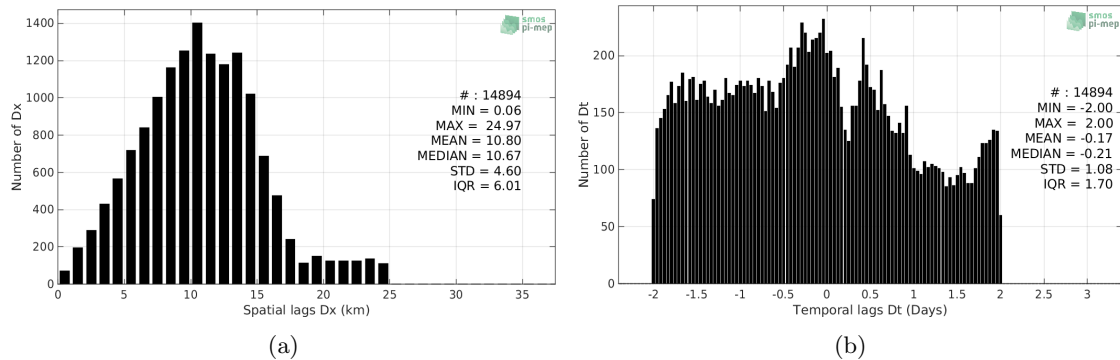 smos
pi-mep
1400
1200
1000
800
600
400
200
0
Number of Dx
# : 14894
MIN = 0.06
MAX = 24.97
MEAN = 10.80
MEDIAN = 10.67
STD = 4.60
IQR = 6.01
0 5 10 15 20 25 30 35
Spatial lags Dx (km)
(a)
smos
pi-mep
200
150
100
50
0
Number of Dt
# : 14894
MIN = -2.00
MAX = 2.00
MEAN = -0.17
MEDIAN = -0.21
STD = 1.08
IQR = 1.70
-2 -1.5 -1 -0.5 0 0.5 1 1.5 2 2.5 3
Temporal lags Dt (Days)
(b)